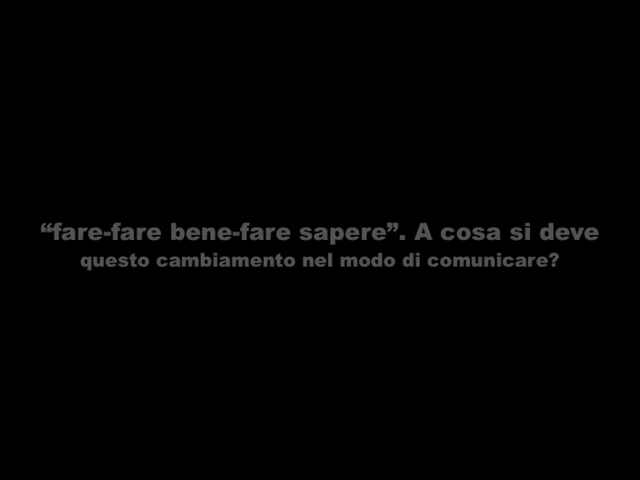 “fare-fare bene-fare sapere”. A cosa si deve
questo cambiamento nel modo di comunicare?